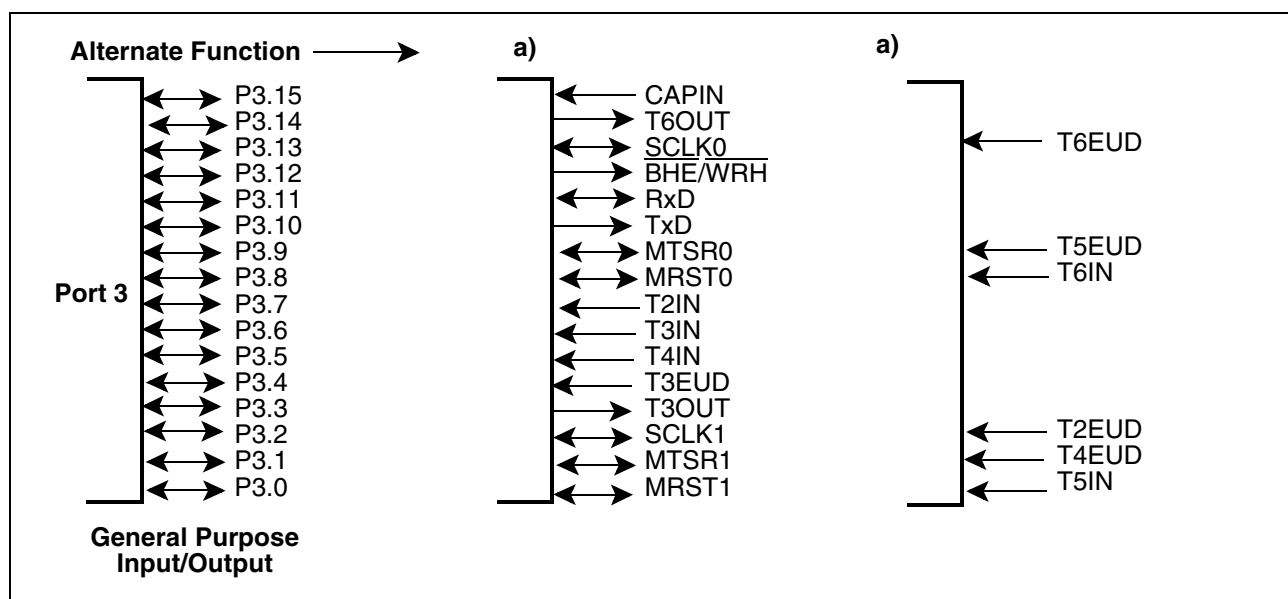 Alternate Function
a)
a)
P3.15
P3.14
P3.13
P3.12
P3.11
P3.10
P3.9
P3.8
P3.7
P3.6
P3.5
P3.4
P3.3
P3.2
P3.1
P3.0
Port 3
General Purpose
Input/Output
CAPIN
T6OUT
SCLK0
BHE/WRH
RxD
TxD
MTSR0
MRST0
T2IN
T3IN
T4IN
T3EUD
T3OUT
SCLK1
MTSR1
MRST1
T6EUD
T5EUD
T6IN
T2EUD
T4EUD
T5IN